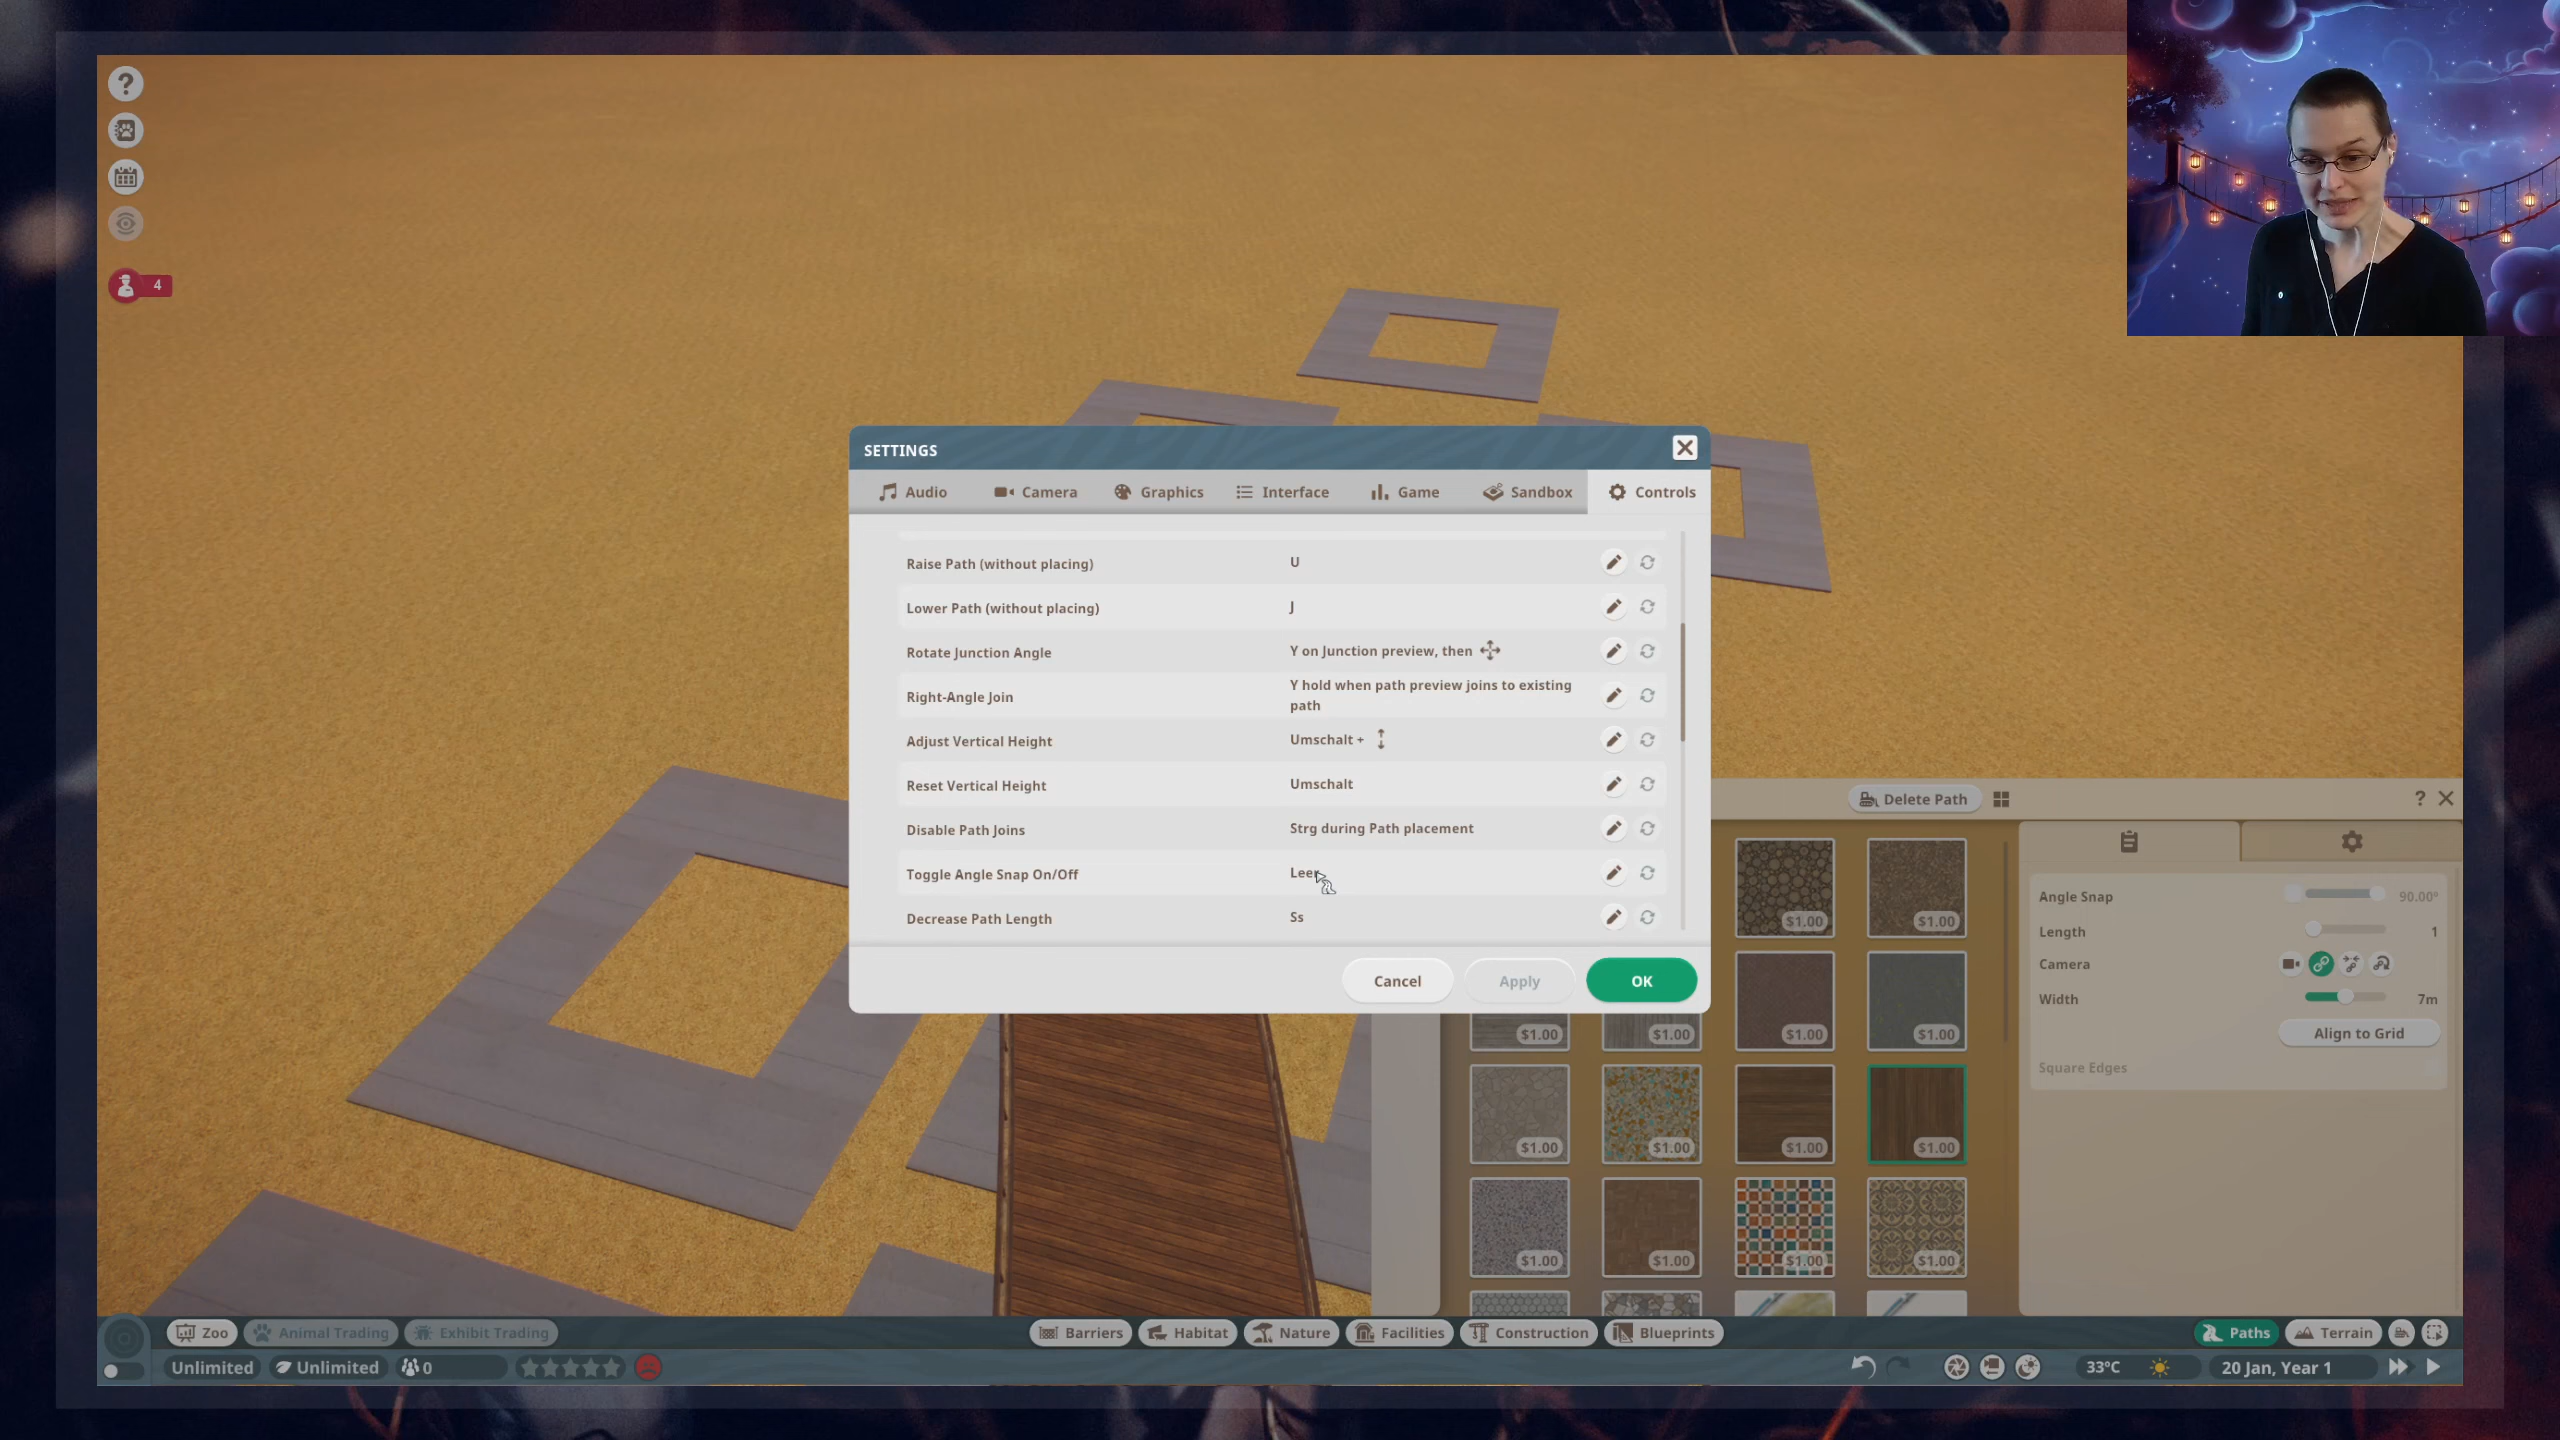 4
SETTINGS
Audio
Camera
Graphics
Interface
Game
Sandbox
Controls
Raise Path (without placing) U
Lower Path (without placing) J
Rotate Junction Angle Y on Junction preview, then
Right-Angle Join Y hold when path preview joins to existing
path
Adjust Vertical Height Umschalt +
Reset Vertical Height Umschalt
Disable Path Joins Strg during Path placement
Toggle Angle Snap On/Off Leer
Decrease Path Length Ss
Cancel
Apply
OK
Delete Path
?
$1.00 $1.00
$1.00 $1.00 $1.00 $1.00
$1.00 $1.00 $1.00 $1.00
$1.00 $1.00 $1.00 $1.00
Angle Snap 90.00°
Length 1
Camera
Width 7m
Align to Grid
Square Edges
Zoo
Animal Trading
Exhibit Trading
Barriers
Habitat
Nature
Facilities
Construction
Blueprints
Paths
Terrain
Unlimited
Unlimited
0
33°C
20 Jan, Year 1